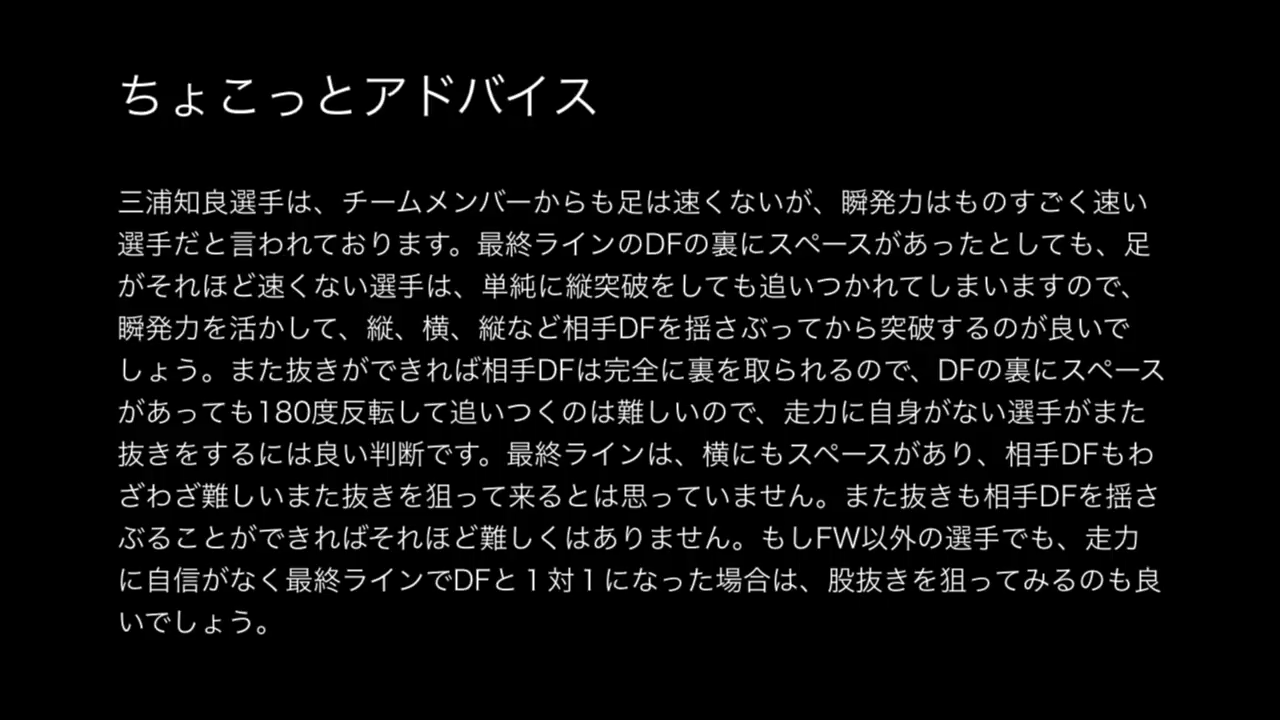 ちょこっとアドバイス
三浦知良選手は、チームメンバーからも足は速くないが、瞬発力はものすごく速い
選手だと言われております。最終ラインのDFの裏にスペースがあったとしても、足
がそれほど速くない選手は、単純に縦突破をしても追いつかれてしまいますので、
瞬発力を活かして、縦、横、縦など相手DFを揺さぶってから突破するのが良いで
しょう。また抜きができれば相手DFは完全に裏を取られるので、DFの裏にスペース
があっても180度反転して追いつくのは難しいので、走力に自身がない選手がまた
抜きをするには良い判断です。最終ラインは、横にもスペースがあり、相手DFもわ
ざわざ難しいまた抜きを狙って来るとは思っていません。また抜きも相手DFを揺さ
ぶることができればそれほど難しくはありません。もしFW以外の選手でも、走力
に自信がなく最終ラインでDFと１対１になった場合は、股抜きを狙ってみるのも良
いでしょう。